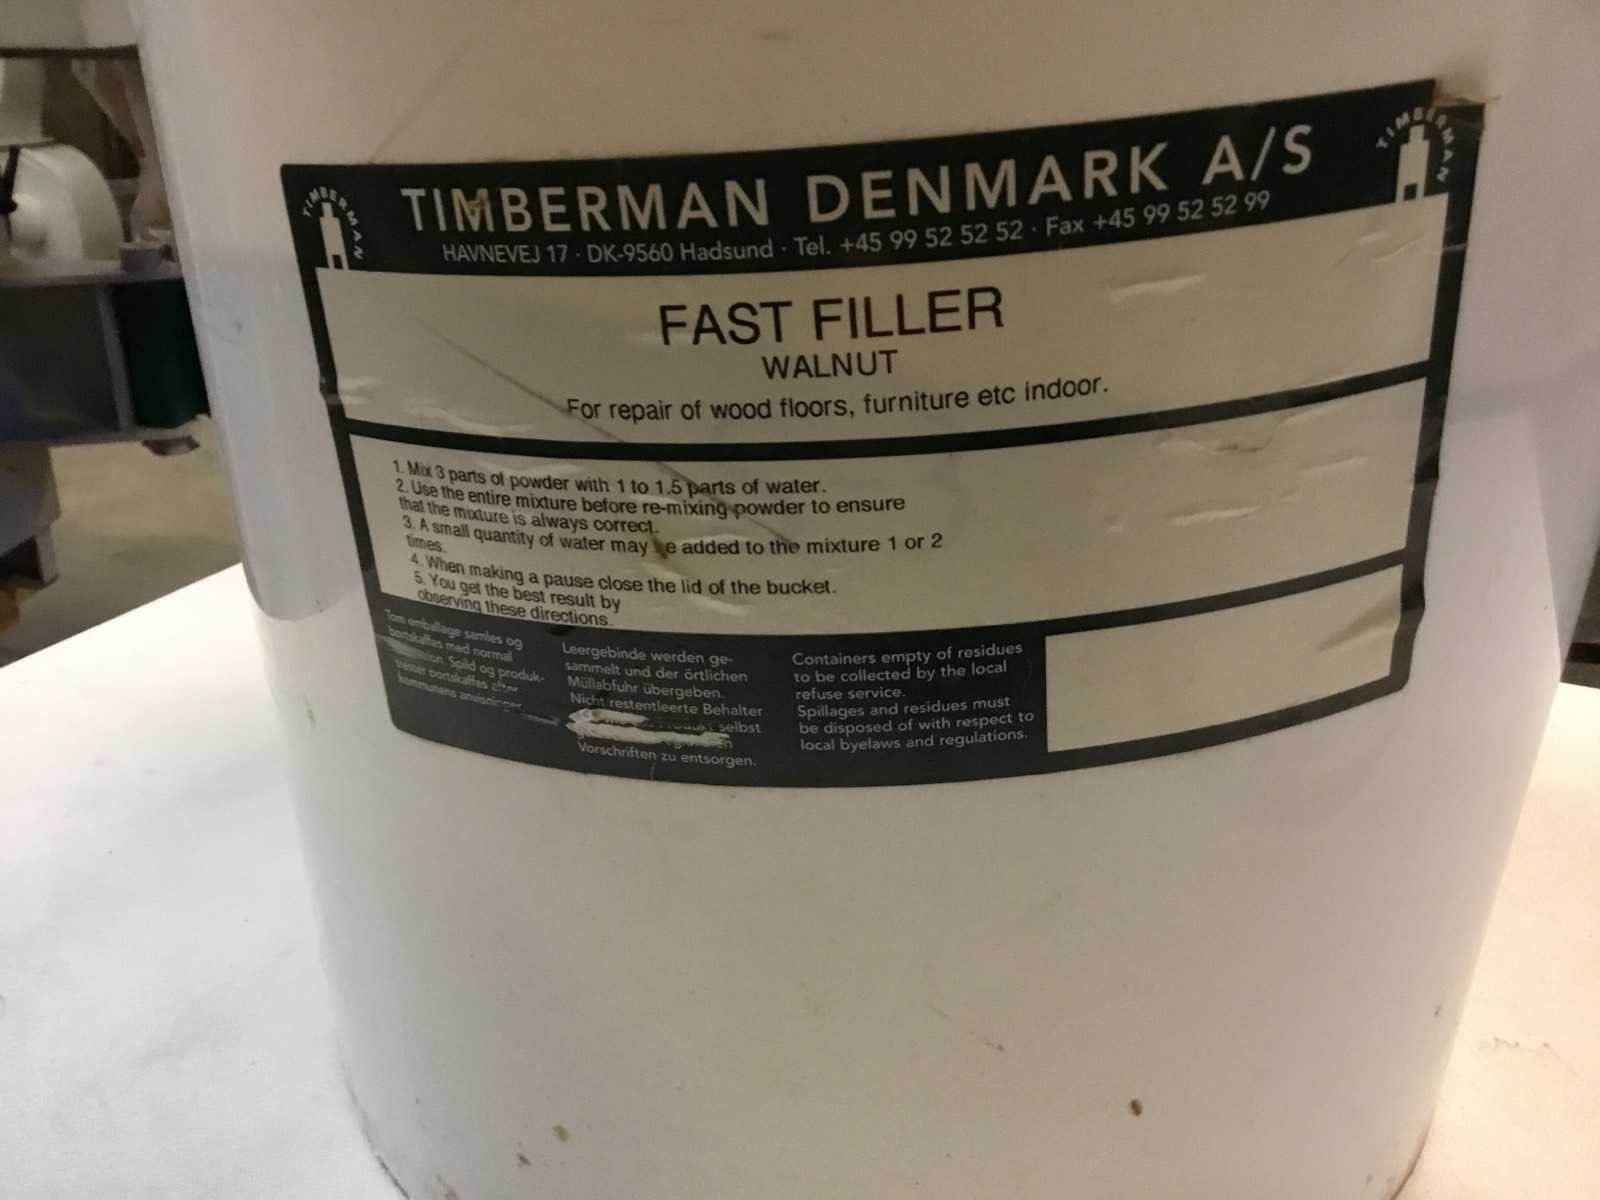 TIMBERMAN
TIMBERMAN DENMARK A/S
TIMBERMAN
HAVNEVEJ 17 · DK-9560 Hadsund · Tel. +45 99 52 52 52 · Fax +45 99 52 52 99
FAST FILLER
WALNUT
For repair of wood floors, furniture etc indoor.
1. Mix 3 parts of powder with 1 to 1.5 parts of water.
2. Use the entire mixture before re-mixing powder to ensure
that the mixture is always correct.
3. A small quantity of water may e added to the mixture 1 or 2
times.
4. When making a pause close the lid of the bucket.
5. You get the best result by
observing these directions.
Tom emballage samles og
bortskaffes med normal
Spild og produk-
bortskaffes efter
kommunens anvisninger
Leergebinde werden ge-
sammelt und der örtlichen
Müllabfuhr übergeben.
Nicht restentleerte Behalter
selbst
Vorschriften zu entsorgen.
Containers empty of residues
to be collected by the local
refuse service.
Spillages and residues must
be disposed of with respect to
local byelaws and regulations.